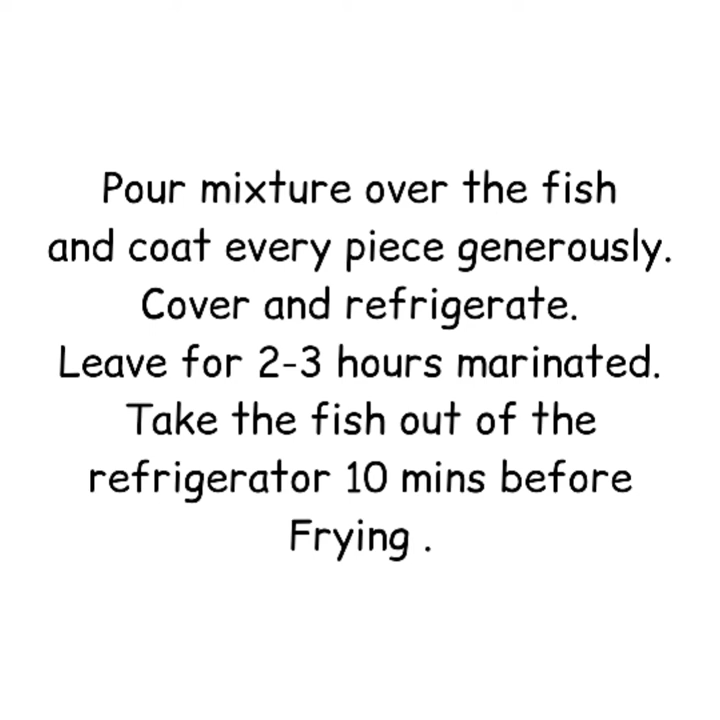 Pour mixture over the fish
and coat every piece generously.
Cover and refrigerate.
Leave for 2-3 hours marinated.
Take the fish out of the
refrigerator 10 mins before
Frying .